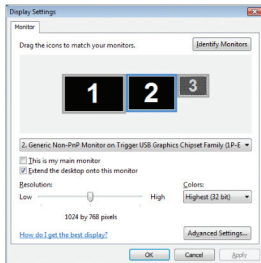 Display Settings
Monitor
Drag the icons to match your monitors.
Identify Monitors
1
2
3
2. Generic Non-PnP Monitor on Trigger USB Graphics Chipset Family (1P-E
This is my main monitor
Extend the desktop onto this monitor
Resolution:
Colors:
Low
High
Highest (32 bit)
1024 by 768 pixels
How do I get the best display?
Advanced Settings...
OK
Cancel
Apply